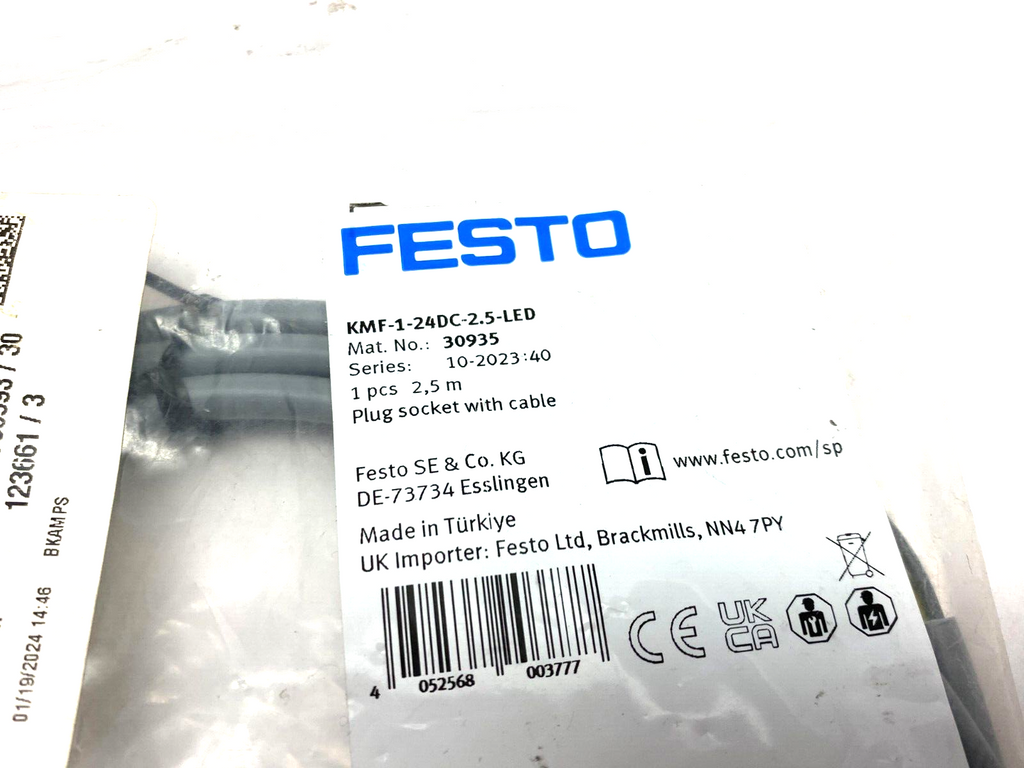 FESTO
KMF-1-24DC-2.5-LED
Mat. No.: 30935
Series: 10-2023:40
1 pcs 2,5 m
Plug socket with cable
Festo SE & Co. KG
DE-73734 Esslingen
www.festo.com/sp
Made in Türkiye
UK Importer: Festo Ltd, Brackmills, NN4 7PY
4 052568 003777
CE
UK
CA
/ 30
123661 / 3
BKAMPS
01/19/2024 14:46